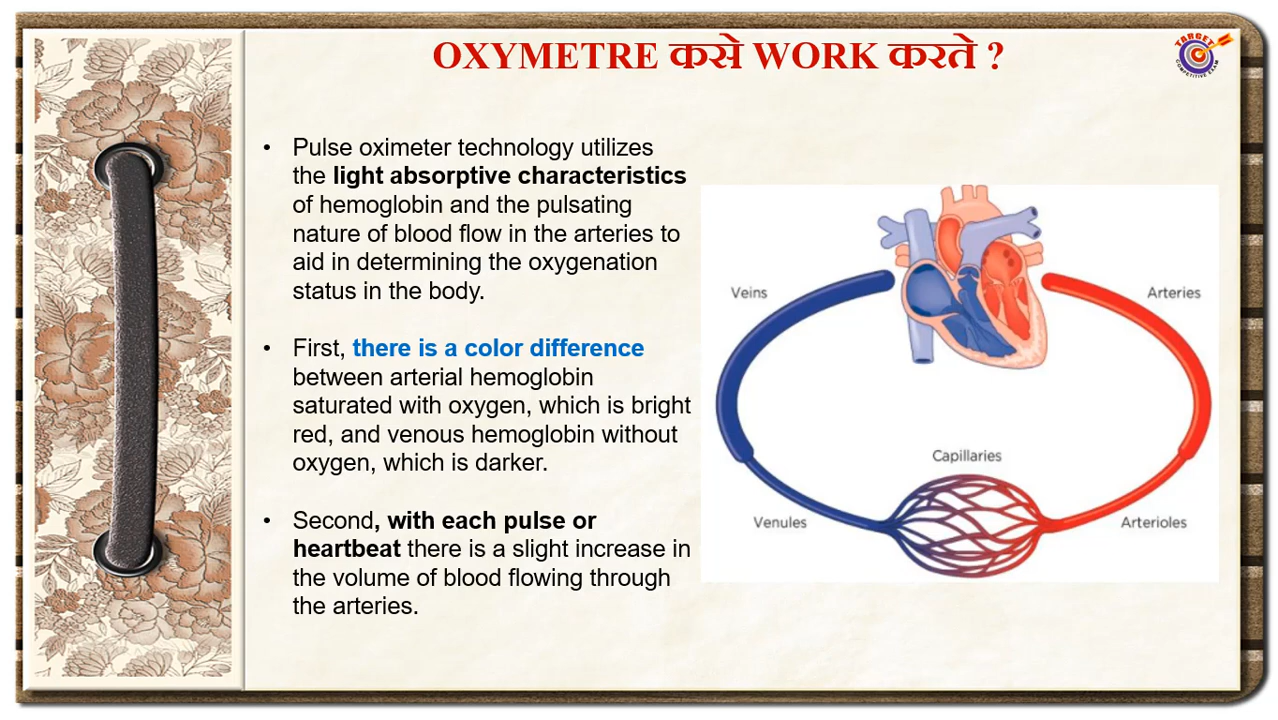 OXYMETRE कसे WORK करते ?
TARGET
COMPETITIVE EXAM
• Pulse oximeter technology utilizes
the light absorptive characteristics
of hemoglobin and the pulsating
nature of blood flow in the arteries to
aid in determining the oxygenation
status in the body.
• First, there is a color difference
between arterial hemoglobin
saturated with oxygen, which is bright
red, and venous hemoglobin without
oxygen, which is darker.
• Second, with each pulse or
heartbeat there is a slight increase in
the volume of blood flowing through
the arteries.
Veins
Arteries
Capillaries
Venules
Arterioles